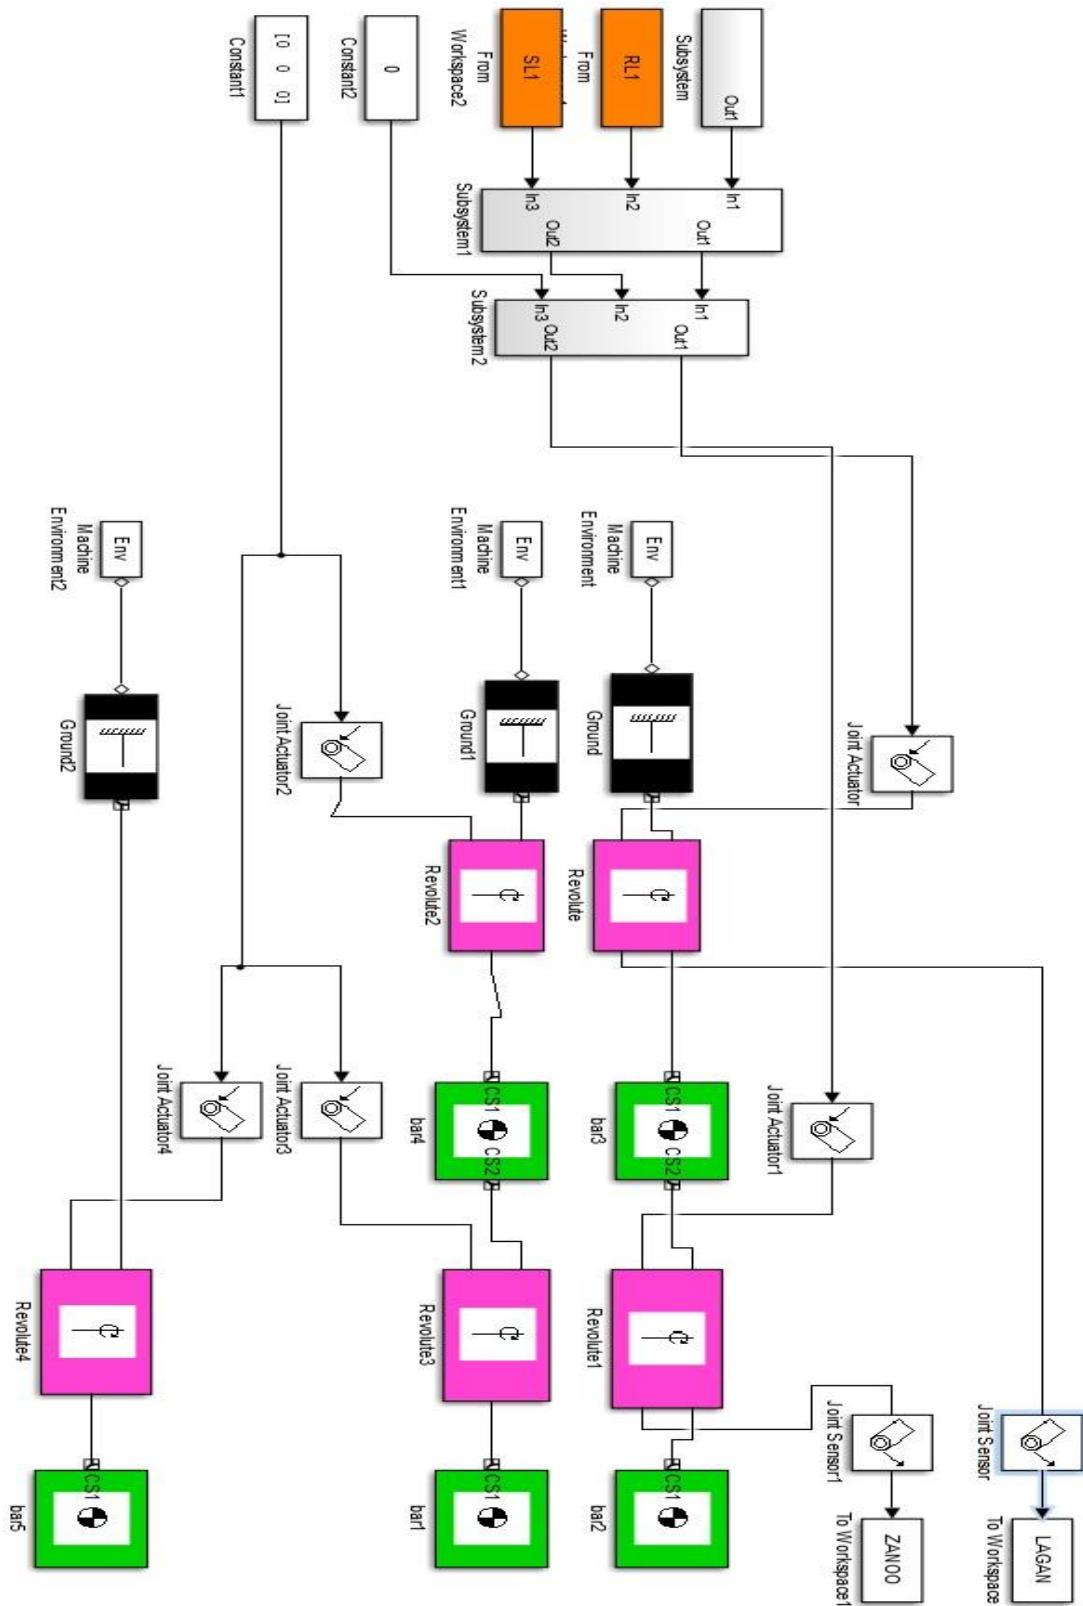 LAGAN
Joint Sensor
To Workspace
Joint Actuator
ZANOO
Joint Sensor1
To Workspace1
Joint Actuator1
Out1
Subsystem
In1
Out1
In1
Out1
RL1
From
In2
In2
SL1
From
Workspace2
In3
Out2
Subsystem1
In3
Out2
Subsystem2
Env
Machine
Environment
Ground
Revolute
CS1
CS2
bar3
Revolute1
CS1
bar2
Env
Machine
Environment1
Ground1
Revolute2
CS1
CS2
bar4
Revolute3
CS1
bar1
0
Constant2
Joint Actuator2
Joint Actuator3
[0 0 0]
Constant1
Joint Actuator4
Env
Machine
Environment2
Ground2
Revolute4
CS1
bar5